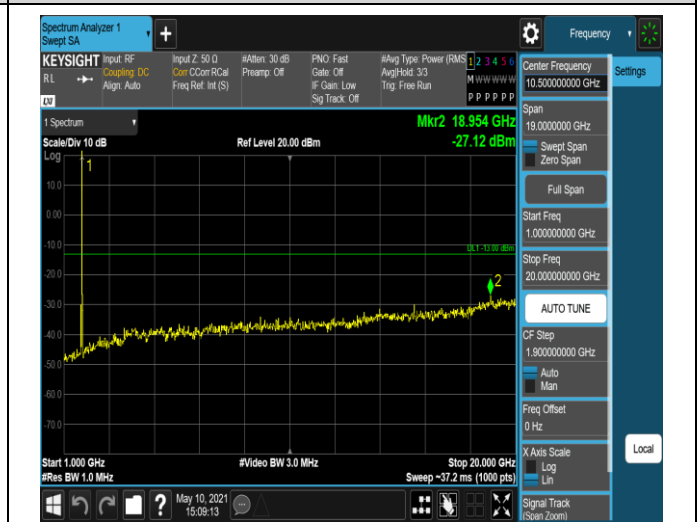 Spectrum Analyzer 1
Swept SA
+
Frequency
KEYSIGHT
RL
LXI
Input: RF
Coupling: DC
Align: Auto
Input Z: 50 Ω
Corr CCorr RCal
Freq Ref: Int (S)
#Atten: 30 dB
Preamp: Off
PNO: Fast
Gate: Off
IF Gain: Low
Sig Track: Off
#Avg Type: Power (RMS
Avg|Hold: 3/3
Trig: Free Run
1 2 3 4 5 6
M W W W W W
P P P P P P
1 Spectrum
Scale/Div 10 dB
Log
Ref Level 20.00 dBm
Mkr2 18.954 GHz
-27.12 dBm
1
10.0
0.00
-10.0
DL1 -13.00 dBm
-20.0
2
-30.0
-40.0
-50.0
-60.0
-70.0
Start 1.000 GHz
#Res BW 1.0 MHz
#Video BW 3.0 MHz
Stop 20.000 GHz
Sweep ~37.2 ms (1000 pts)
?
May 10, 2021
15:09:13
Center Frequency
10.500000000 GHz
Settings
Span
19.0000000 GHz
Swept Span
Zero Span
Full Span
Start Freq
1.000000000 GHz
Stop Freq
20.000000000 GHz
AUTO TUNE
CF Step
1.900000000 GHz
Auto
Man
Freq Offset
0 Hz
X Axis Scale
Log
Lin
Local
Signal Track
(Span Zoom)